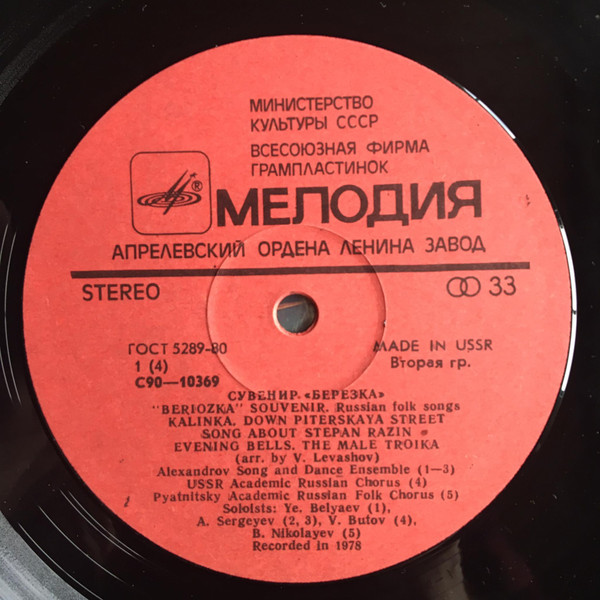 МИНИСТЕРСТВО
КУЛЬТУРЫ СССР
ВСЕСОЮЗНАЯ ФИРМА
ГРАМПЛАСТИНОК
®
МЕЛОДИЯ
АПРЕЛЕВСКИЙ ОРДЕНА ЛЕНИНА ЗАВОД
STEREO 33
ГОСТ 5289-80 MADE IN USSR
1 (4) Вторая гр.
С90—10369
СУВЕНИР. «БЕРЕЗКА»
"BERIOZKA" SOUVENIR. Russian folk songs
KALINKA. DOWN PITERSKAYA STREET
SONG ABOUT STEPAN RAZIN
EVENING BELLS. THE MALE TROIKA
(arr. by V. Levashov)
Alexandrov Song and Dance Ensemble (1—3)
USSR Academic Russian Chorus (4)
Pyatnitsky Academic Russian Folk Chorus (5)
Soloists: Ye. Belyaev (1),
A. Sergeyev (2, 3), V. Butov (4),
B. Nikolayev (5)
Recorded in 1978